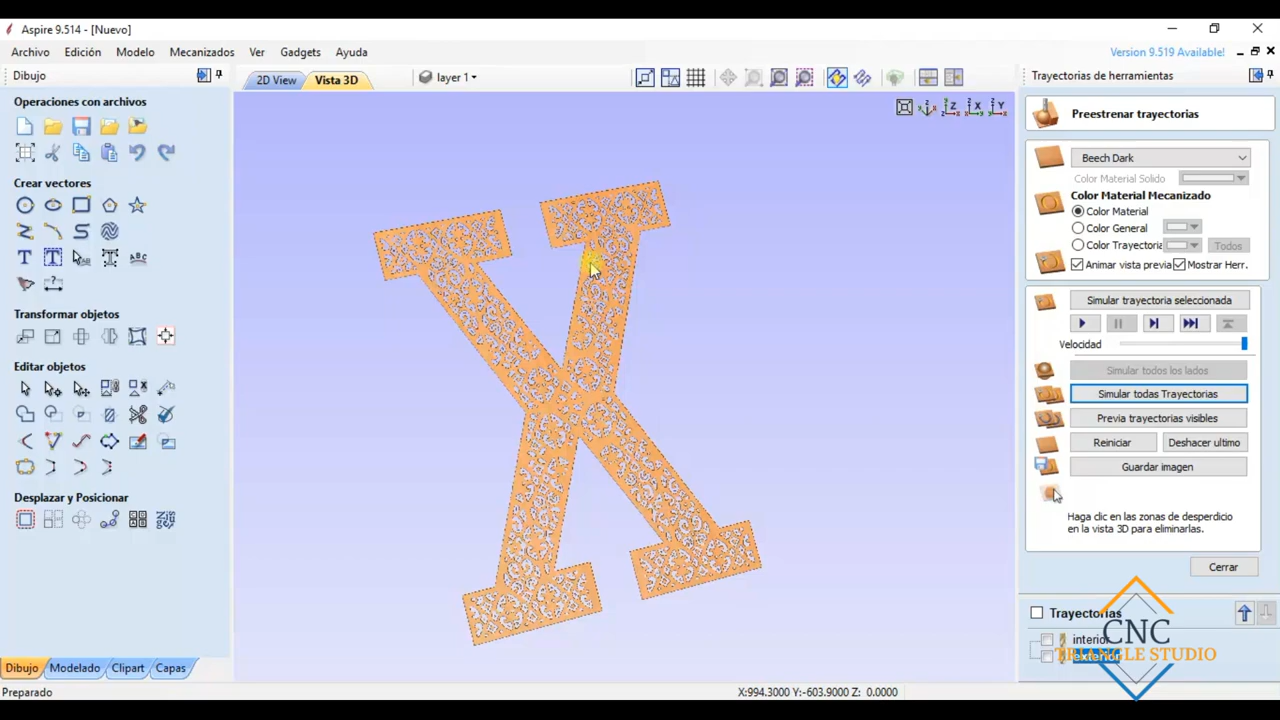 Aspire 9.514 - [Nuevo]
Archivo Edición Modelo Mecanizados Ver Gadgets Ayuda
Version 9.519 Available!
Dibujo
2D View
Vista 3D
layer 1
Trayectorias de herramientas
Operaciones con archivos
Crear vectores
Transformar objetos
Editar objetos
Desplazar y Posicionar
Dibujo Modelado Clipart Capas
Preparado
X:994.3000 Y:-603.9000 Z: 0.0000
Preestrenar trayectorias
Beech Dark
Color Material Solido
Color Material Mecanizado
Color Material
Color General
Color Trayectoria
Todos
Animar vista previa
Mostrar Herr.
Simular trayectoria seleccionada
Velocidad
Simular todos los lados
Simular todas Trayectorias
Previa trayectorias visibles
Reiniciar
Deshacer ultimo
Guardar imagen
Haga clic en las zonas de desperdicio
en la vista 3D para eliminarlas.
Cerrar
Trayectorias
interior
exterior
CNC
TRIANGLE STUDIO